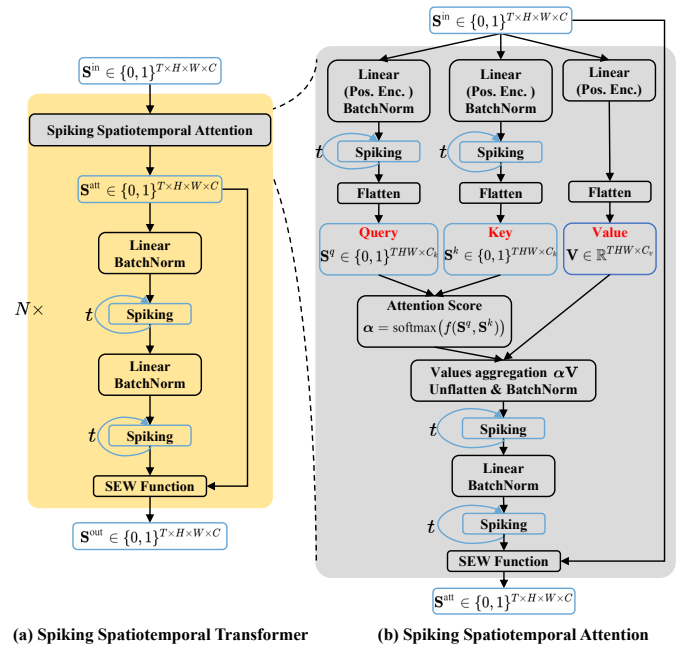 S^in ∈ {0, 1}^T×H×W×C
Spiking Spatiotemporal Attention
S^att ∈ {0, 1}^T×H×W×C
Linear
BatchNorm
N×
t
Spiking
Linear
BatchNorm
t
Spiking
SEW Function
S^out ∈ {0, 1}^T×H×W×C
(a) Spiking Spatiotemporal Transformer
S^in ∈ {0, 1}^T×H×W×C
Linear
(Pos. Enc. )
BatchNorm
Linear
(Pos. Enc. )
BatchNorm
Linear
(Pos. Enc.)
t
Spiking
t
Spiking
Flatten
Flatten
Flatten
Query
S^q ∈ {0, 1}^THW×C_k
Key
S^k ∈ {0, 1}^THW×C_k
Value
V ∈ ℝ^THW×C_v
Attention Score
α = softmax(f(S^q, S^k))
Values aggregation αV
Unflatten & BatchNorm
t
Spiking
Linear
BatchNorm
t
Spiking
SEW Function
S^att ∈ {0, 1}^T×H×W×C
(b) Spiking Spatiotemporal Attention